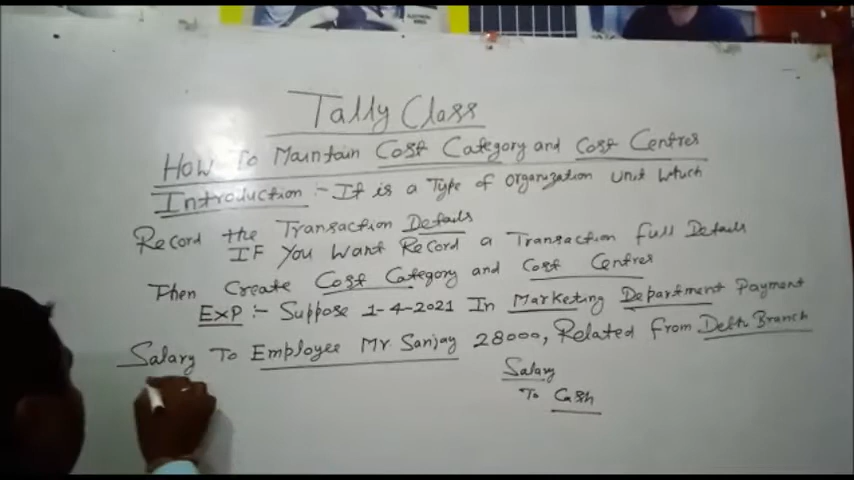 Tally Class
How To Maintain Cost Category and Cost Centres
Introduction :- It is a Type of organization unit which
Record the Transaction Details
IF You Want Record a Transaction full Details
Then Create Cost Category and Cost Centres
EXP :- Suppose 1-4-2021 In Marketing Department Payment
Salary To Employee Mr Sanjay 28000, Related from Delhi Branch
Salary
To Cash